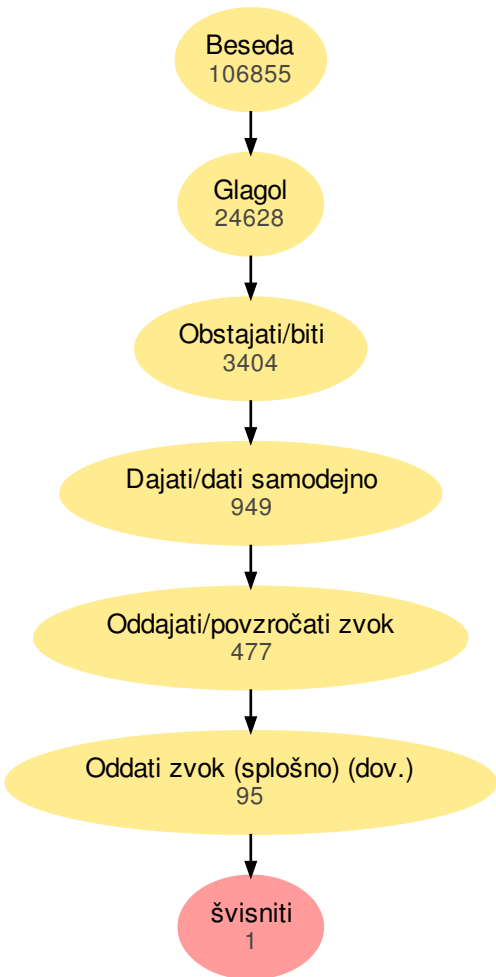 Beseda
106855
Glagol
24628
Obstajati/biti
3404
Dajati/dati samodejno
949
Oddajati/povzročati zvok
477
Oddati zvok (splošno) (dov.)
95
švisniti
1